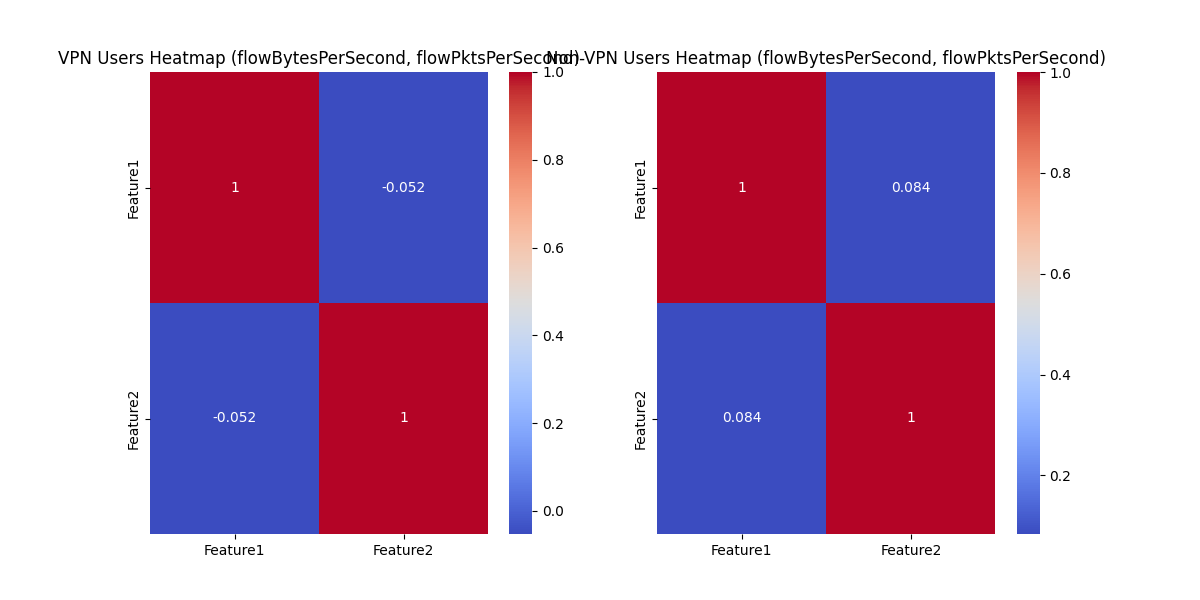 VPN Users Heatmap (flowBytesPerSecond, flowPktsPerSecond)
Feature1
Feature2
1
-0.052
-0.052
1
Feature1
Feature2
1.0
0.8
0.6
0.4
0.2
0.0
Non-VPN Users Heatmap (flowBytesPerSecond, flowPktsPerSecond)
Feature1
Feature2
1
0.084
0.084
1
Feature1
Feature2
1.0
0.8
0.6
0.4
0.2